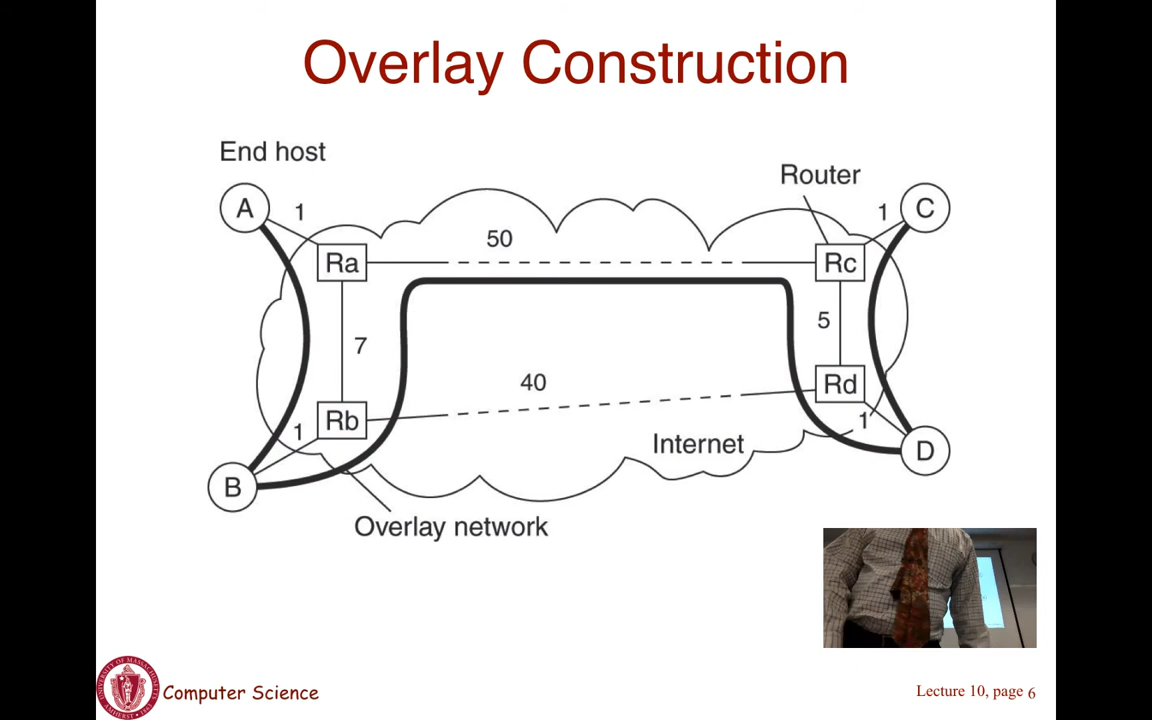 Overlay Construction
End host
Router
A
1
1
C
50
Ra
Rc
5
7
40
Rd
Rb
1
1
Internet
D
B
Overlay network
Computer Science
Lecture 10, page 6